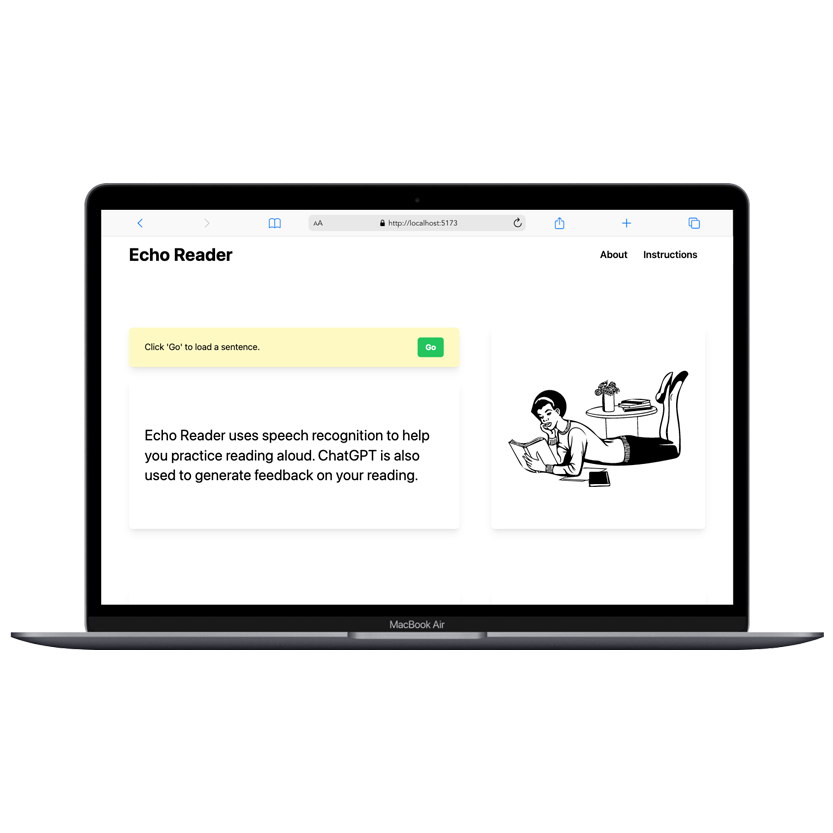 AA http://localhost:5173
Echo Reader About Instructions
Click 'Go' to load a sentence. Go
Echo Reader uses speech recognition to help
you practice reading aloud. ChatGPT is also
used to generate feedback on your reading.
MacBook Air